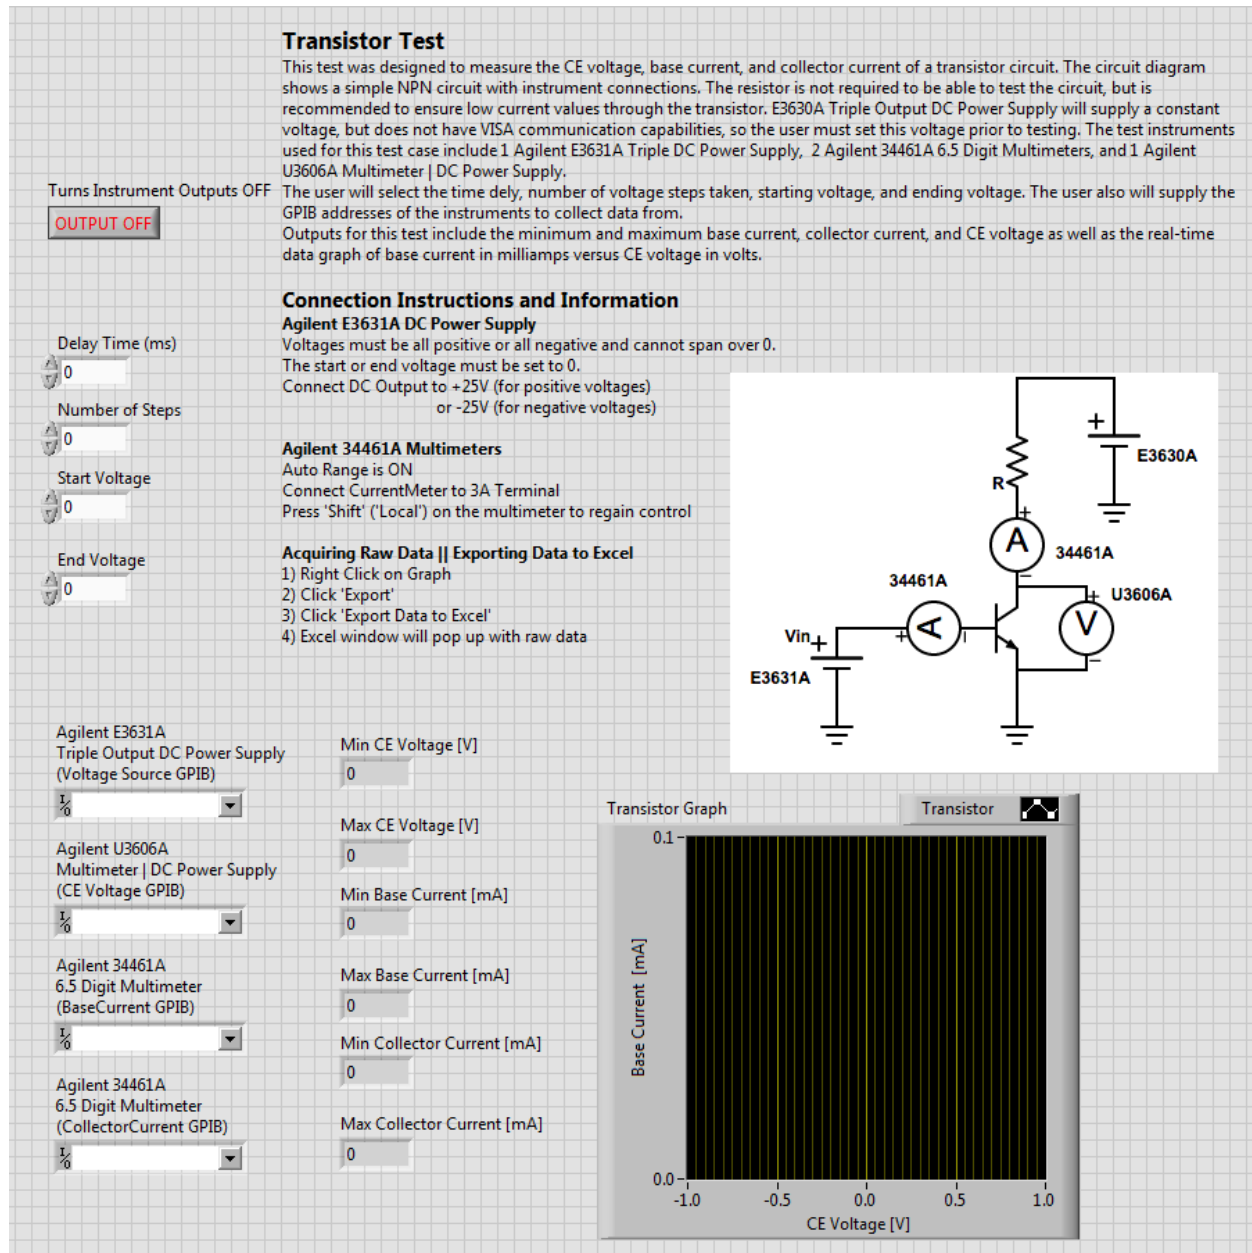 Transistor Test
This test was designed to measure the CE voltage, base current, and collector current of a transistor circuit. The circuit diagram
shows a simple NPN circuit with instrument connections. The resistor is not required to be able to test the circuit, but is
recommended to ensure low current values through the transistor. E3630A Triple Output DC Power Supply will supply a constant
voltage, but does not have VISA communication capabilities, so the user must set this voltage prior to testing. The test instruments
used for this test case include 1 Agilent E3631A Triple DC Power Supply,  2 Agilent 34461A 6.5 Digit Multimeters, and 1 Agilent
U3606A Multimeter | DC Power Supply.
The user will select the time dely, number of voltage steps taken, starting voltage, and ending voltage. The user also will supply the
GPIB addresses of the instruments to collect data from.
Outputs for this test include the minimum and maximum base current, collector current, and CE voltage as well as the real-time
data graph of base current in milliamps versus CE voltage in volts.
Turns Instrument Outputs OFF
OUTPUT OFF
Connection Instructions and Information
Agilent E3631A DC Power Supply
Voltages must be all positive or all negative and cannot span over 0.
The start or end voltage must be set to 0.
Connect DC Output to +25V (for positive voltages)
or -25V (for negative voltages)
Agilent 34461A Multimeters
Auto Range is ON
Connect CurrentMeter to 3A Terminal
Press 'Shift' ('Local') on the multimeter to regain control
Acquiring Raw Data || Exporting Data to Excel
1) Right Click on Graph
2) Click 'Export'
3) Click 'Export Data to Excel'
4) Excel window will pop up with raw data
Delay Time (ms)
0
Number of Steps
0
Start Voltage
0
End Voltage
0
+
E3630A
R
+
A
34461A
−
34461A
+
U3606A
V
−
Vin
+
+
A
−
E3631A
Agilent E3631A
Triple Output DC Power Supply
(Voltage Source GPIB)
I/O
Agilent U3606A
Multimeter | DC Power Supply
(CE Voltage GPIB)
I/O
Agilent 34461A
6.5 Digit Multimeter
(BaseCurrent GPIB)
I/O
Agilent 34461A
6.5 Digit Multimeter
(CollectorCurrent GPIB)
I/O
Min CE Voltage [V]
0
Max CE Voltage [V]
0
Min Base Current [mA]
0
Max Base Current [mA]
0
Min Collector Current [mA]
0
Max Collector Current [mA]
0
Transistor Graph
Transistor
0.1
Base Current [mA]
0.0
-1.0 -0.5 0.0 0.5 1.0
CE Voltage [V]